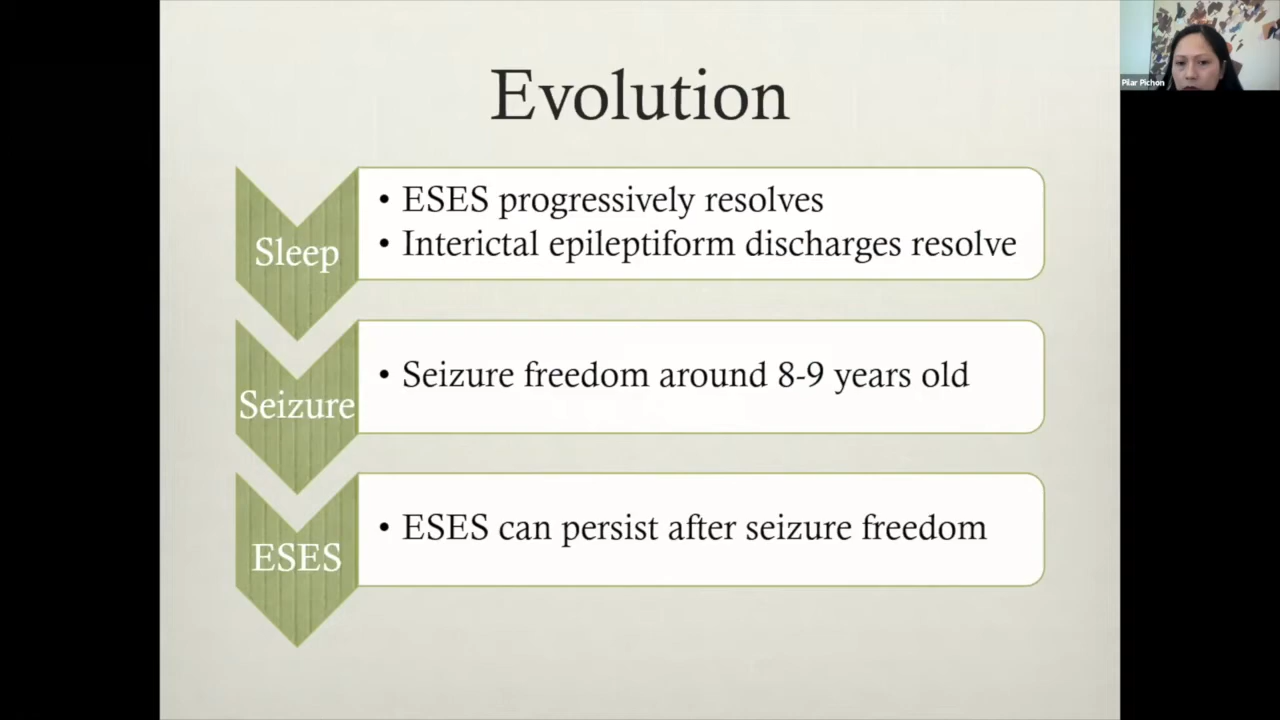 Evolution
Sleep
• ESES progressively resolves
• Interictal epileptiform discharges resolve
Seizure
• Seizure freedom around 8-9 years old
ESES
• ESES can persist after seizure freedom
Pilar Pichon